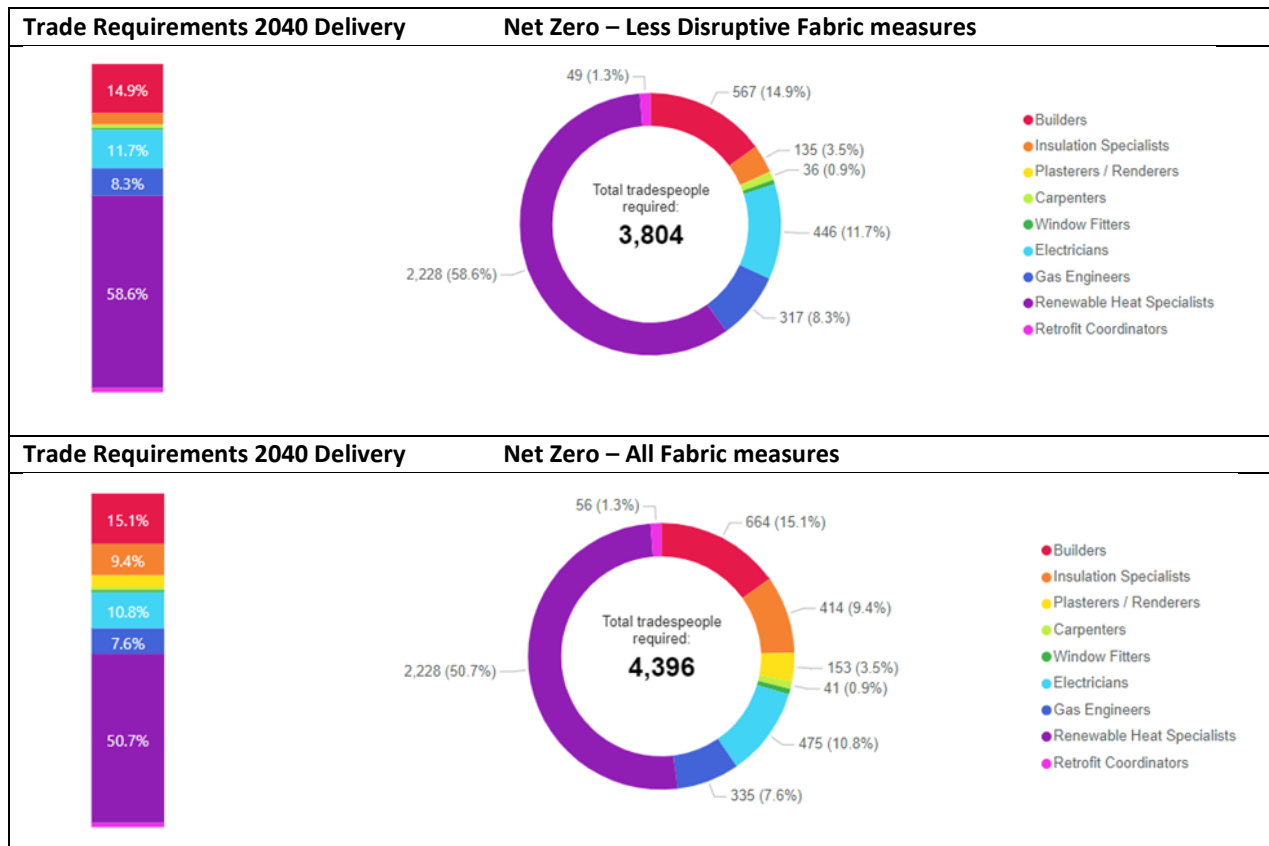 Trade Requirements 2040 Delivery Net Zero – Less Disruptive Fabric measures
14.9%
11.7%
8.3%
58.6%
49 (1.3%)
567 (14.9%)
135 (3.5%)
36 (0.9%)
446 (11.7%)
317 (8.3%)
2,228 (58.6%)
Total tradespeople
required:
3,804
Builders
Insulation Specialists
Plasterers / Renderers
Carpenters
Window Fitters
Electricians
Gas Engineers
Renewable Heat Specialists
Retrofit Coordinators
Trade Requirements 2040 Delivery Net Zero – All Fabric measures
15.1%
9.4%
10.8%
7.6%
50.7%
56 (1.3%)
664 (15.1%)
414 (9.4%)
153 (3.5%)
41 (0.9%)
475 (10.8%)
335 (7.6%)
2,228 (50.7%)
Total tradespeople
required:
4,396
Builders
Insulation Specialists
Plasterers / Renderers
Carpenters
Window Fitters
Electricians
Gas Engineers
Renewable Heat Specialists
Retrofit Coordinators